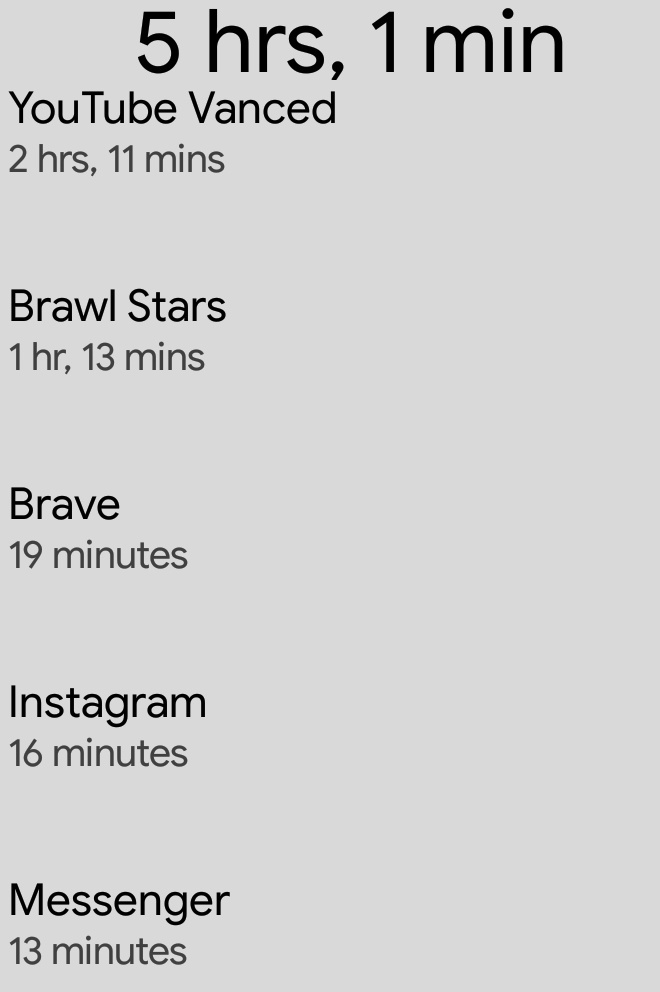 5 hrs, 1 min
YouTube Vanced
2 hrs, 11 mins
Brawl Stars
1 hr, 13 mins
Brave
19 minutes
Instagram
16 minutes
Messenger
13 minutes